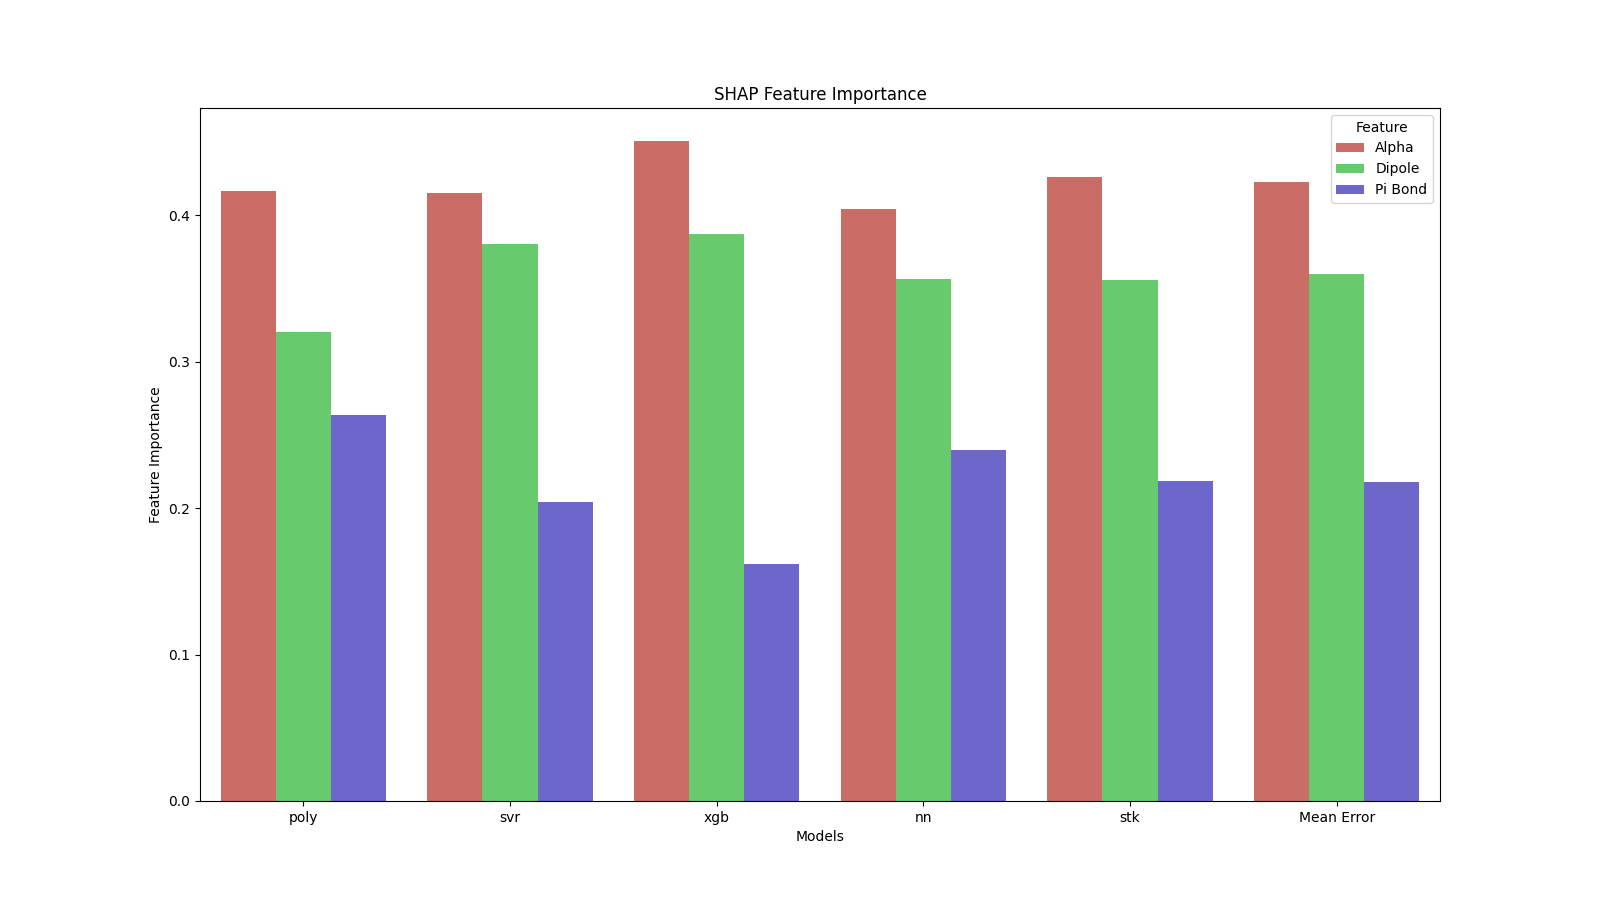 SHAP Feature Importance
Feature
Alpha
Dipole
Pi Bond
Feature Importance
0.4
0.3
0.2
0.1
0.0
poly svr xgb nn stk Mean Error
Models